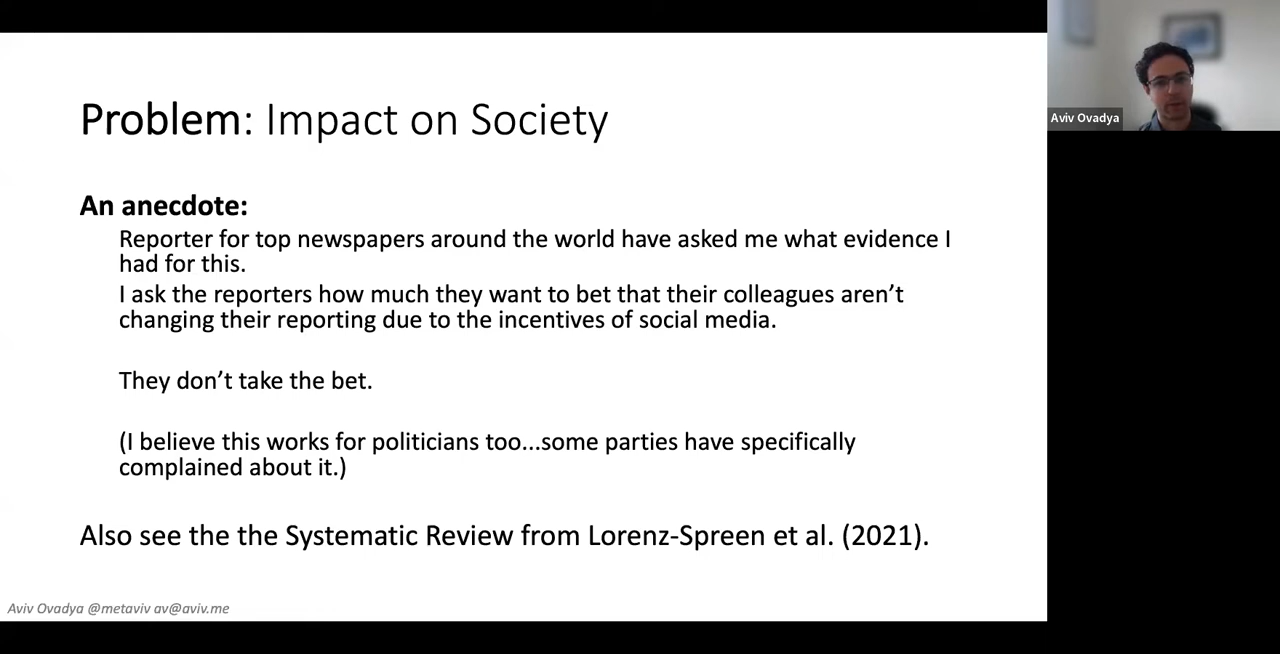 Problem: Impact on Society
Aviv Ovadya
An anecdote:
Reporter for top newspapers around the world have asked me what evidence I
had for this.
I ask the reporters how much they want to bet that their colleagues aren’t
changing their reporting due to the incentives of social media.
They don’t take the bet.
(I believe this works for politicians too...some parties have specifically
complained about it.)
Also see the the Systematic Review from Lorenz-Spreen et al. (2021).
Aviv Ovadya @metaviv av@aviv.me